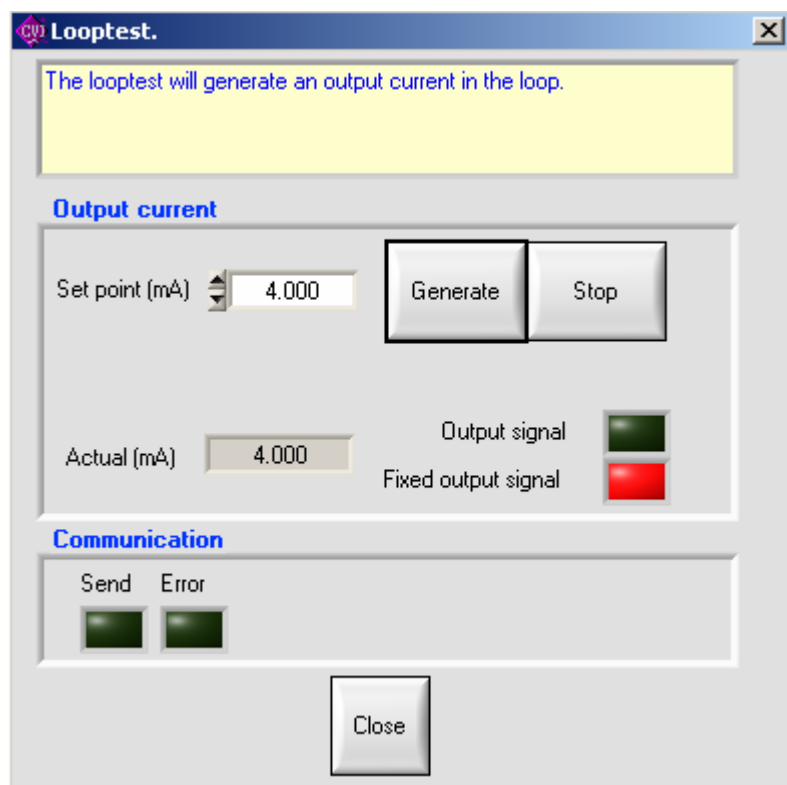 CVI Looptest.
The looptest will generate an output current in the loop.
Output current
Set point (mA) 4.000 Generate Stop
Output signal
Actual (mA) 4.000
Fixed output signal
Communication
Send Error
Close